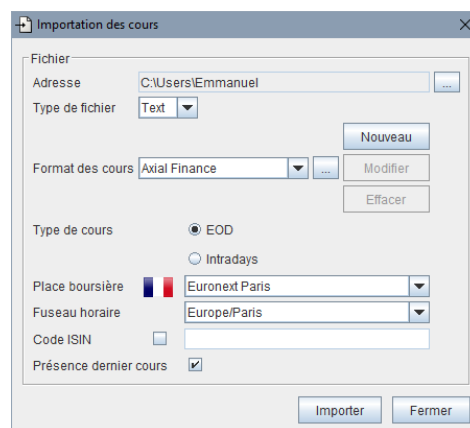 Importation des cours
Fichier
Adresse C:\Users\Emmanuel ...
Type de fichier Text
Nouveau
Format des cours Axial Finance ... Modifier
Effacer
Type de cours EOD
Intradays
Place boursière Euronext Paris
Fuseau horaire Europe/Paris
Code ISIN
Présence dernier cours
Importer Fermer